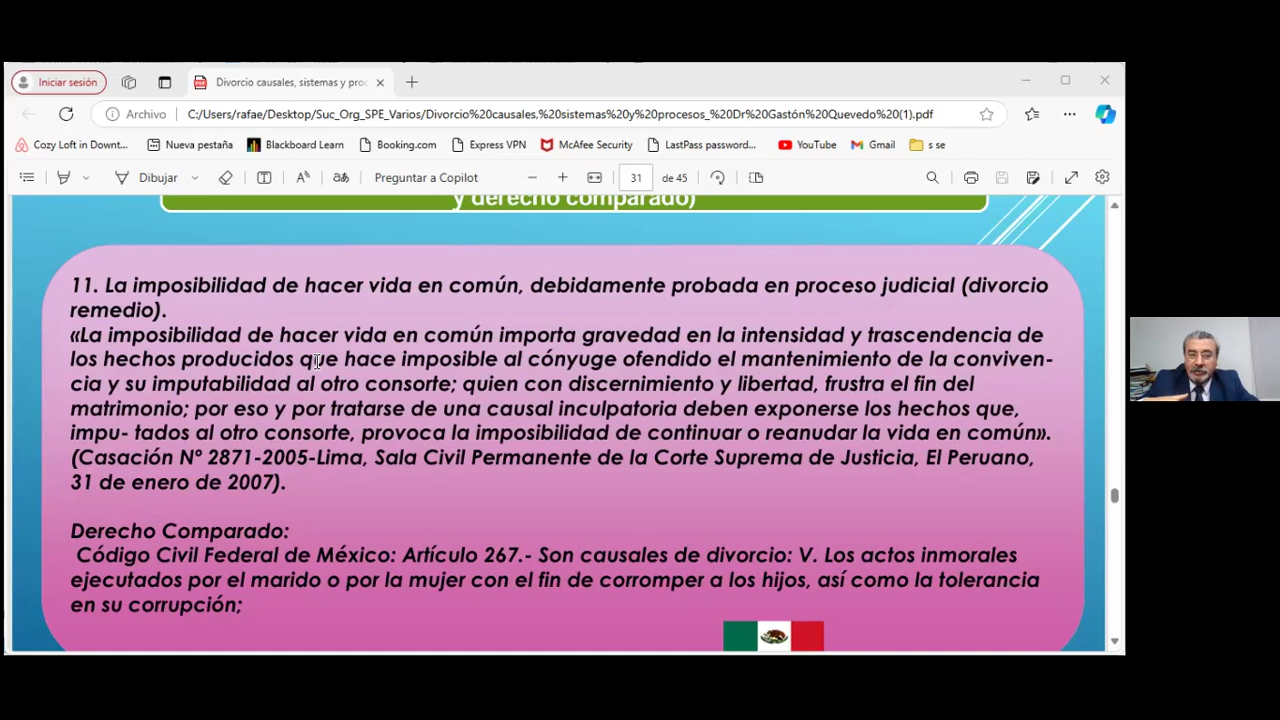 Iniciar sesión
Divorcio causales, sistemas y proc
Archivo
C:/Users/rafae/Desktop/Suc_Org_SPE_Varios/Divorcio%20causales,%20sistemas%20y%20procesos_%20Dr%20Gastón%20Quevedo%20(1).pdf
Cozy Loft in Downt... Nueva pestaña Blackboard Learn Booking.com Express VPN McAfee Security LastPass password... YouTube Gmail s se
Dibujar Preguntar a Copilot 31 de 45
y derecho comparado)
11. La imposibilidad de hacer vida en común, debidamente probada en proceso judicial (divorcio
remedio).
«La imposibilidad de hacer vida en común importa gravedad en la intensidad y trascendencia de
los hechos producidos que hace imposible al cónyuge ofendido el mantenimiento de la conviven-
cia y su imputabilidad al otro consorte; quien con discernimiento y libertad, frustra el fin del
matrimonio; por eso y por tratarse de una causal inculpatoria deben exponerse los hechos que,
impu- tados al otro consorte, provoca la imposibilidad de continuar o reanudar la vida en común».
(Casación Nº 2871-2005-Lima, Sala Civil Permanente de la Corte Suprema de Justicia, El Peruano,
31 de enero de 2007).
Derecho Comparado:
Código Civil Federal de México: Artículo 267.- Son causales de divorcio: V. Los actos inmorales
ejecutados por el marido o por la mujer con el fin de corromper a los hijos, así como la tolerancia
en su corrupción;